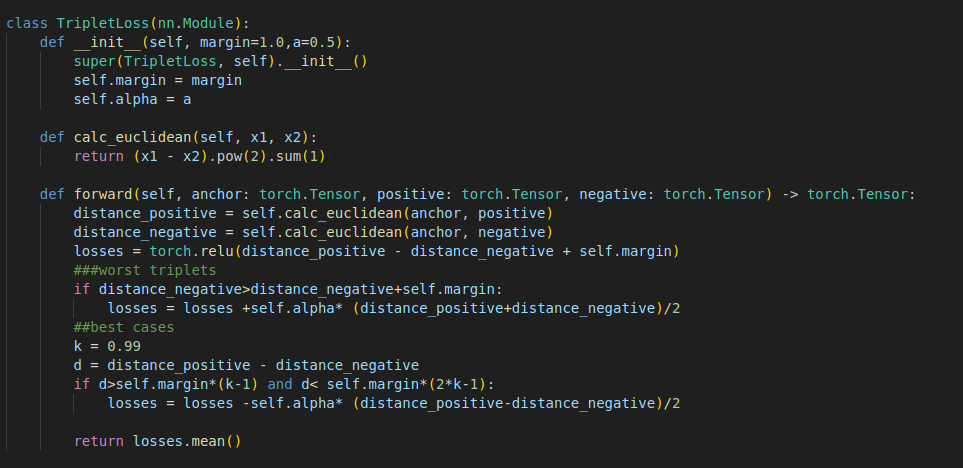 class TripletLoss(nn.Module):
    def __init__(self, margin=1.0,a=0.5):
        super(TripletLoss, self).__init__()
        self.margin = margin
        self.alpha = a

    def calc_euclidean(self, x1, x2):
        return (x1 - x2).pow(2).sum(1)

    def forward(self, anchor: torch.Tensor, positive: torch.Tensor, negative: torch.Tensor) -> torch.Tensor:
        distance_positive = self.calc_euclidean(anchor, positive)
        distance_negative = self.calc_euclidean(anchor, negative)
        losses = torch.relu(distance_positive - distance_negative + self.margin)
        ###worst triplets
        if distance_negative>distance_negative+self.margin:
            losses = losses +self.alpha* (distance_positive+distance_negative)/2
        ##best cases
        k = 0.99
        d = distance_positive - distance_negative
        if d>self.margin*(k-1) and d< self.margin*(2*k-1):
            losses = losses -self.alpha* (distance_positive-distance_negative)/2

        return losses.mean()